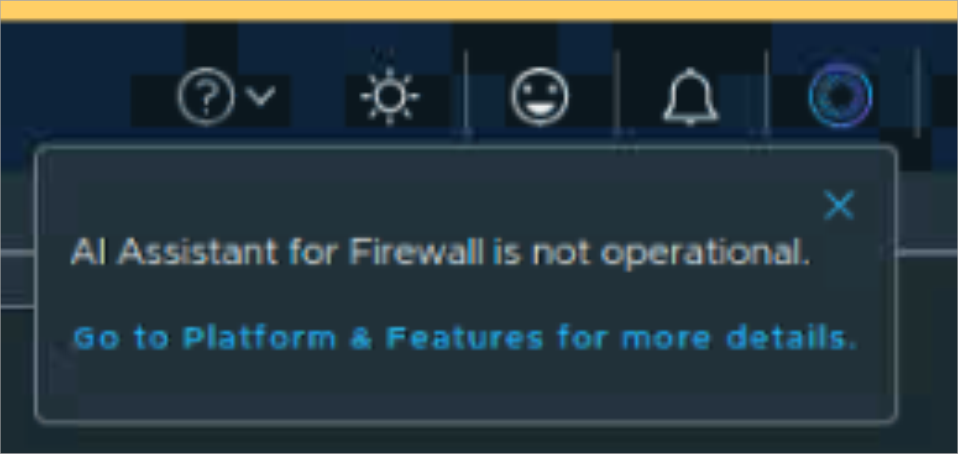 AI Assistant for Firewall is not operational.
Go to Platform & Features for more details.